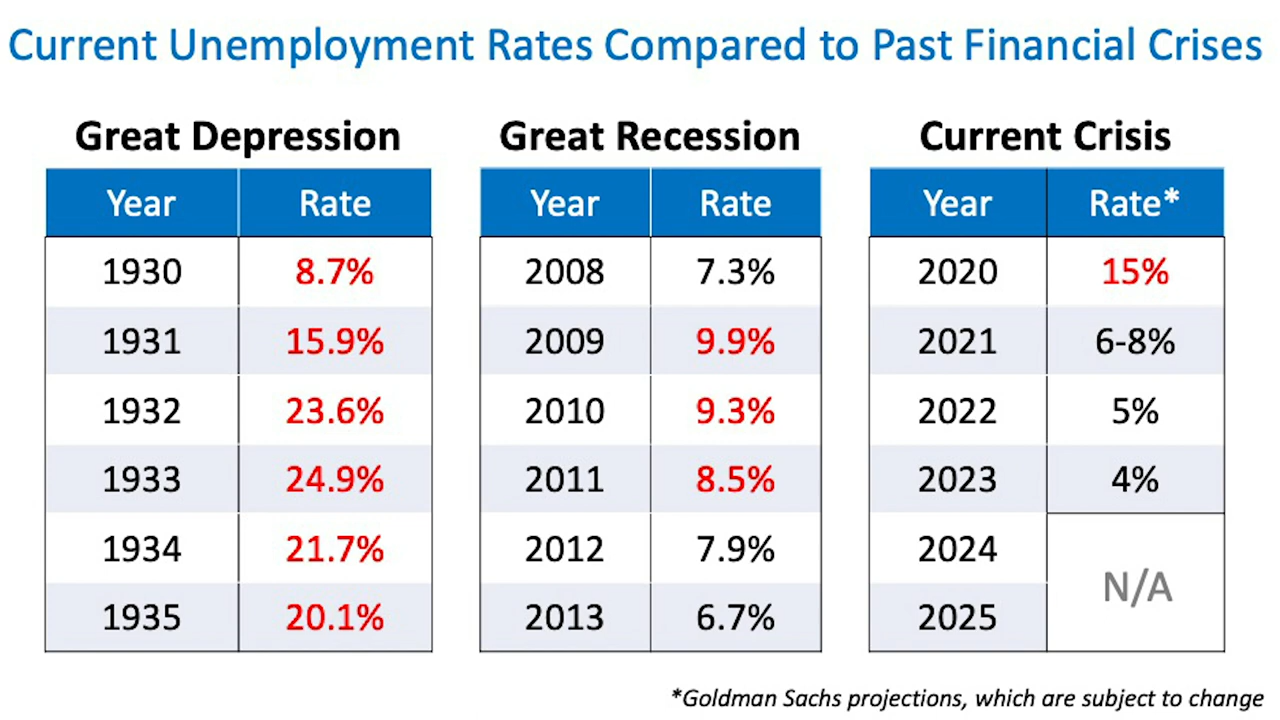 Current Unemployment Rates Compared to Past Financial Crises
Great Depression
Year Rate
1930 8.7%
1931 15.9%
1932 23.6%
1933 24.9%
1934 21.7%
1935 20.1%
Great Recession
Year Rate
2008 7.3%
2009 9.9%
2010 9.3%
2011 8.5%
2012 7.9%
2013 6.7%
Current Crisis
Year Rate*
2020 15%
2021 6-8%
2022 5%
2023 4%
2024
N/A
2025
*Goldman Sachs projections, which are subject to change